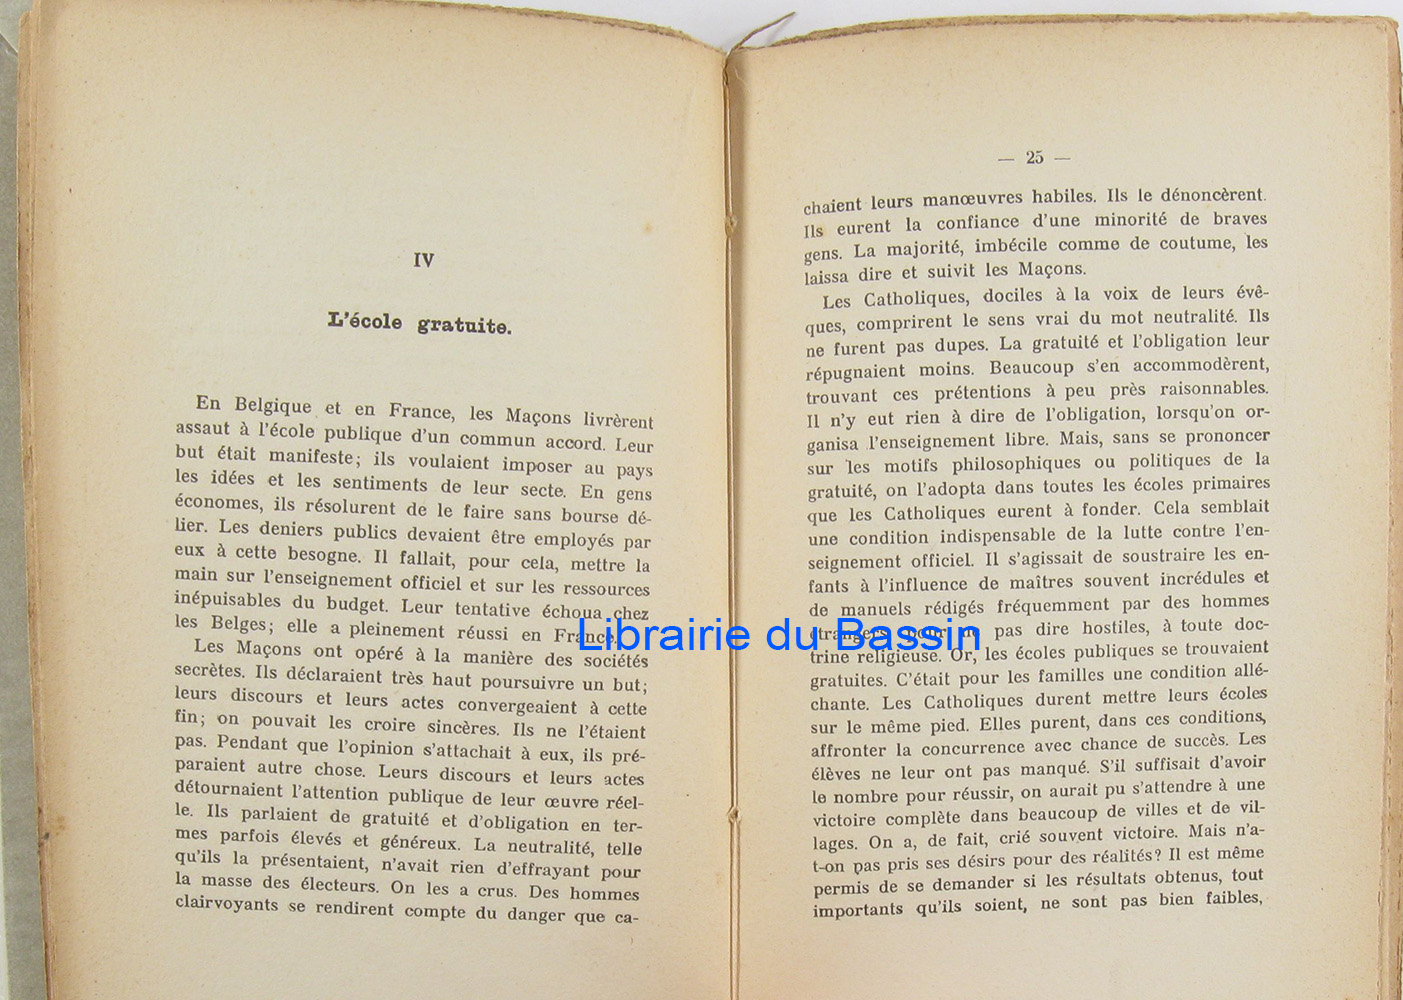 IV
L'école gratuite.
En Belgique et en France, les Maçons livrèrent
assaut à l'école publique d'un commun accord. Leur
but était manifeste; ils voulaient imposer au pays
les idées et les sentiments de leur secte. En gens
économes, ils résolurent de le faire sans bourse dé-
lier. Les deniers publics devaient être employés par
eux à cette besogne. Il fallait, pour cela, mettre la
main sur l'enseignement officiel et sur les ressources
inépuisables du budget. Leur tentative échoua chez
les Belges; elle a pleinement réussi en France.
Les Maçons ont opéré à la manière des sociétés
secrètes. Ils déclaraient très haut poursuivre un but;
leurs discours et leurs actes convergeaient à cette
fin; on pouvait les croire sincères. Ils ne l'étaient
pas. Pendant que l'opinion s'attachait à eux, ils pré-
paraient autre chose. Leurs discours et leurs actes
détournaient l'attention publique de leur œuvre réel-
le. Ils parlaient de gratuité et d'obligation en ter-
mes parfois élevés et généreux. La neutralité, telle
qu'ils la présentaient, n'avait rien d'effrayant pour
la masse des électeurs. On les a crus. Des hommes
clairvoyants se rendirent compte du danger que ca-
— 25 —
chaient leurs manœuvres habiles. Ils le dénoncèrent.
Ils eurent la confiance d'une minorité de braves
gens. La majorité, imbécile comme de coutume, les
laissa dire et suivit les Maçons.
Les Catholiques, dociles à la voix de leurs évê-
ques, comprirent le sens vrai du mot neutralité. Ils
ne furent pas dupes. La gratuité et l'obligation leur
répugnaient moins. Beaucoup s'en accommodèrent,
trouvant ces prétentions à peu près raisonnables.
Il n'y eut rien à dire de l'obligation, lorsqu'on or-
ganisa l'enseignement libre. Mais, sans se prononcer
sur les motifs philosophiques ou politiques de la
gratuité, on l'adopta dans toutes les écoles primaires
que les Catholiques eurent à fonder. Cela semblait
une condition indispensable de la lutte contre l'en-
seignement officiel. Il s'agissait de soustraire les en-
fants à l'influence de maîtres souvent incrédules et
de manuels rédigés fréquemment par des hommes
étrangers, pour ne pas dire hostiles, à toute doc-
trine religieuse. Or, les écoles publiques se trouvaient
gratuites. C'était pour les familles une condition allé-
chante. Les Catholiques durent mettre leurs écoles
sur le même pied. Elles purent, dans ces conditions,
affronter la concurrence avec chance de succès. Les
élèves ne leur ont pas manqué. S'il suffisait d'avoir
le nombre pour réussir, on aurait pu s'attendre à une
victoire complète dans beaucoup de villes et de vil-
lages. On a, de fait, crié souvent victoire. Mais n'a-
t-on pas pris ses désirs pour des réalités? Il est même
permis de se demander si les résultats obtenus, tout
importants qu'ils soient, ne sont pas bien faibles,
Librairie du Bassin